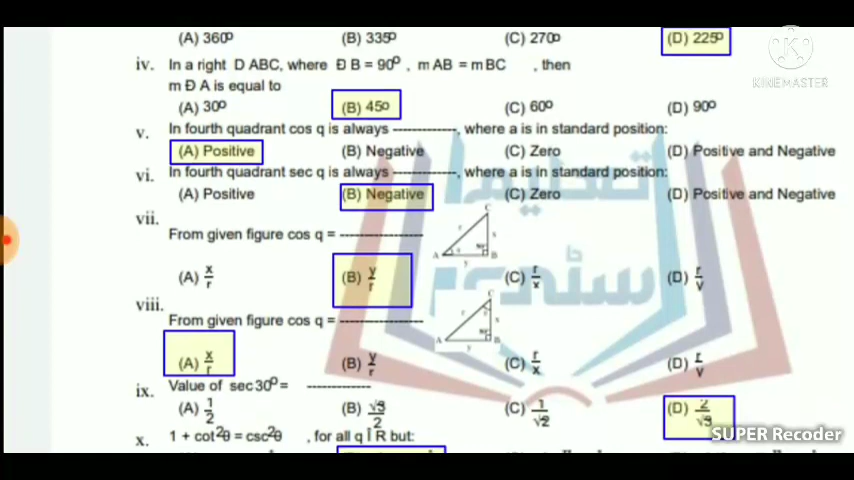 (A) 360º (B) 335º (C) 270º (D) 225º
iv. In a right D ABC, where Ð B = 90º , m AB = m BC , then
m Ð A is equal to
(A) 30º (B) 45º (C) 60º (D) 90º
v. In fourth quadrant cos q is always ------------, where a is in standard position:
(A) Positive (B) Negative (C) Zero (D) Positive and Negative
vi. In fourth quadrant sec q is always ------------, where a is in standard position:
(A) Positive (B) Negative (C) Zero (D) Positive and Negative
vii. From given figure cos q = ----------------
C r x A y B
(A) x/r (B) y/r (C) r/x (D) r/y
viii. From given figure cos q = ----------------
C r x A y B
(A) x/r (B) y/r (C) r/x (D) r/y
ix. Value of sec30º = ------------
(A) 1/2 (B) √3/2 (C) 1/√2 (D) 2/√3
x. 1 + cot²θ = csc²θ , for all q Î R but:
KINEMASTER
SUPER Recoder